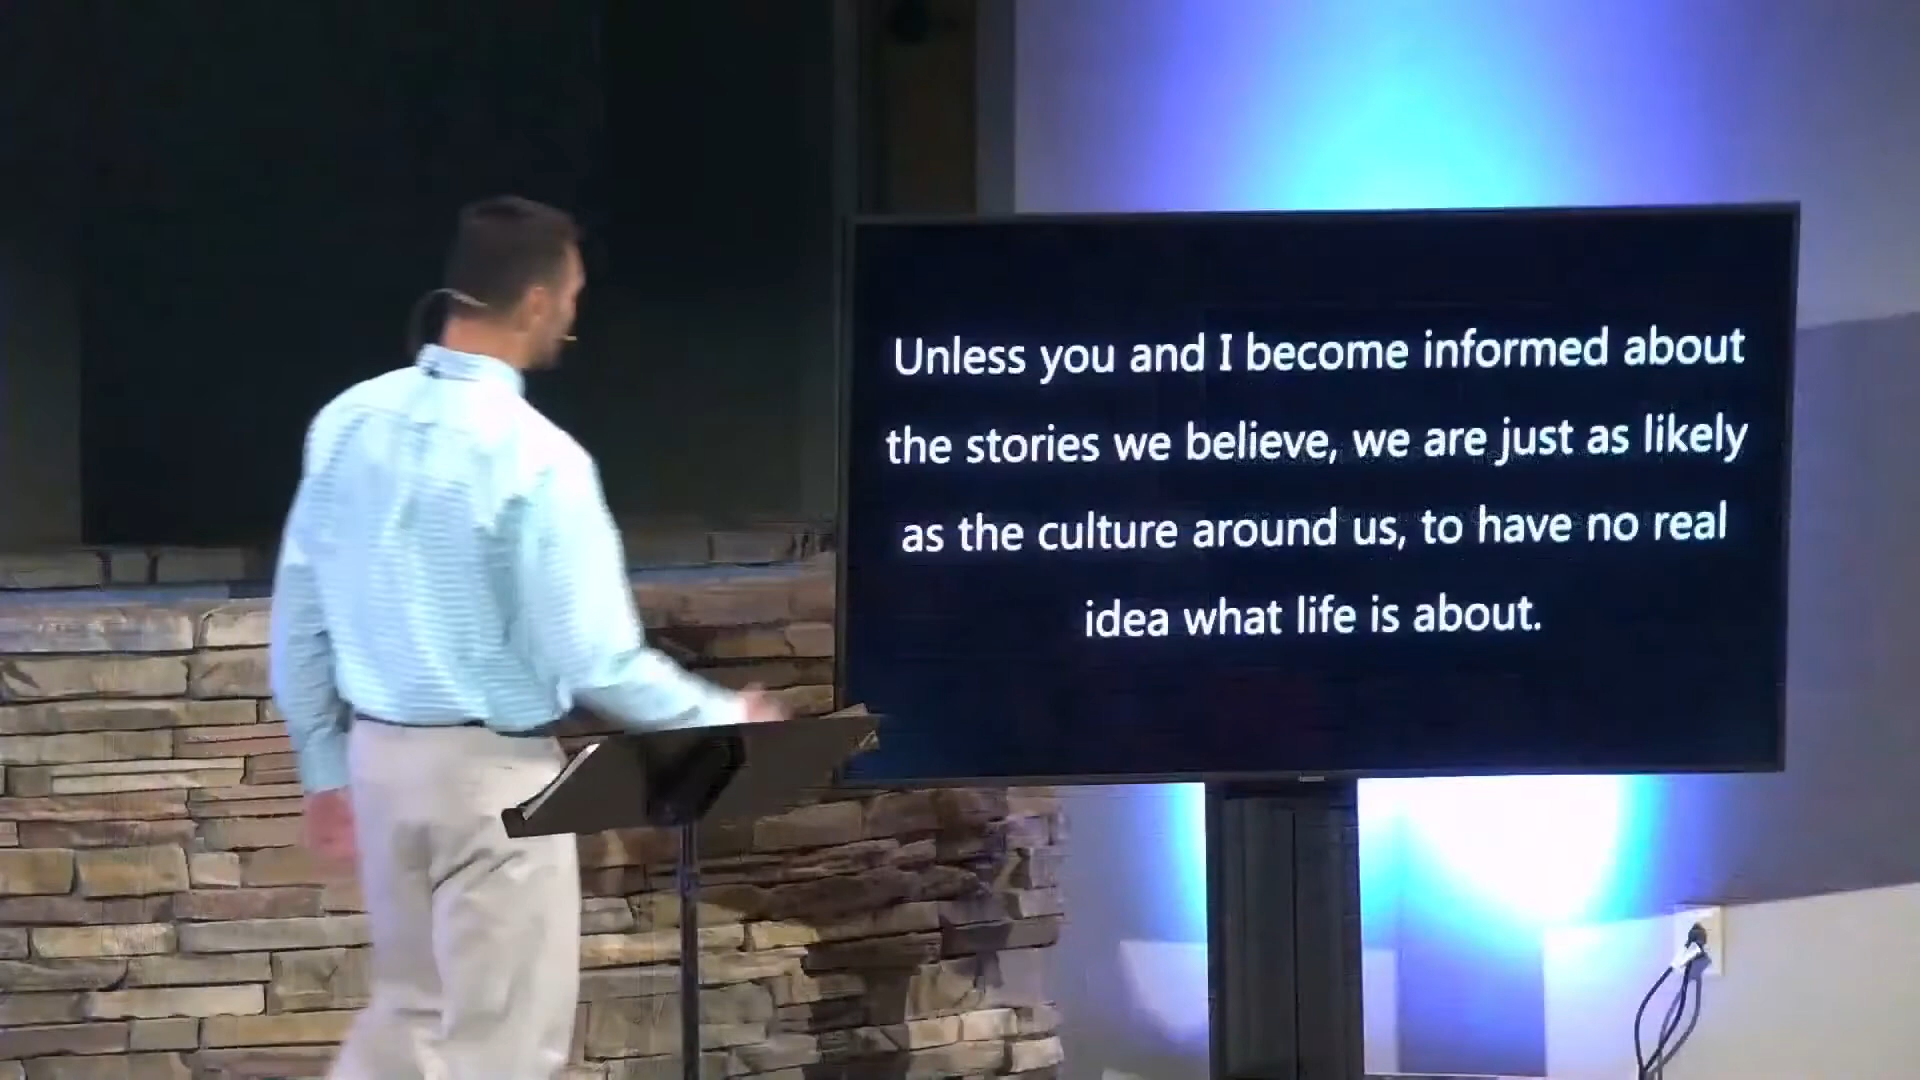 Unless you and I become informed about
the stories we believe, we are just as likely
as the culture around us, to have no real
idea what life is about.